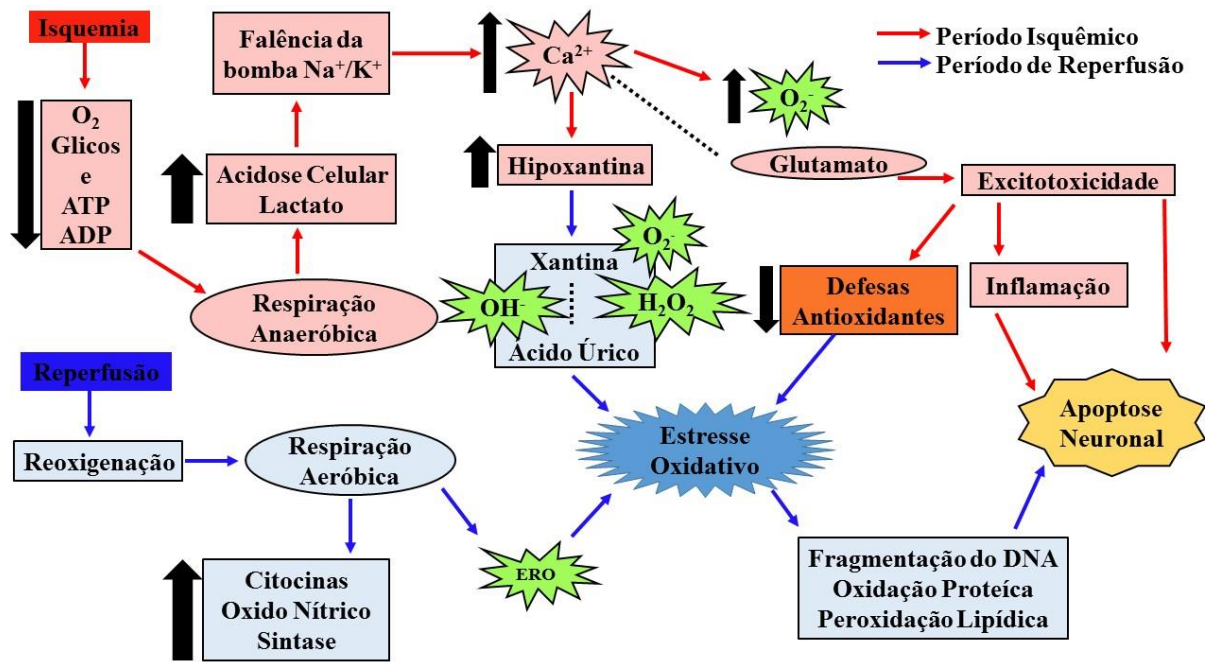 Isquemia
O₂
Glicos
e
ATP
ADP
Respiração
Anaeróbica
Acidose Celular
Lactato
Falência da
bomba Na⁺/K⁺
Ca²⁺
O₂⁻
Hipoxantina
Glutamato
Excitotoxicidade
Período Isquêmico
Período de Reperfusão
Xantina
O₂⁻
OH⁻
H₂O₂
Ácido Úrico
Defesas
Antioxidantes
Inflamação
Apoptose
Neuronal
Reperfusão
Reoxigenação
Respiração
Aeróbica
Citocinas
Oxido Nítrico
Sintase
ERO
Estresse
Oxidativo
Fragmentação do DNA
Oxidação Proteíca
Peroxidação Lipídica